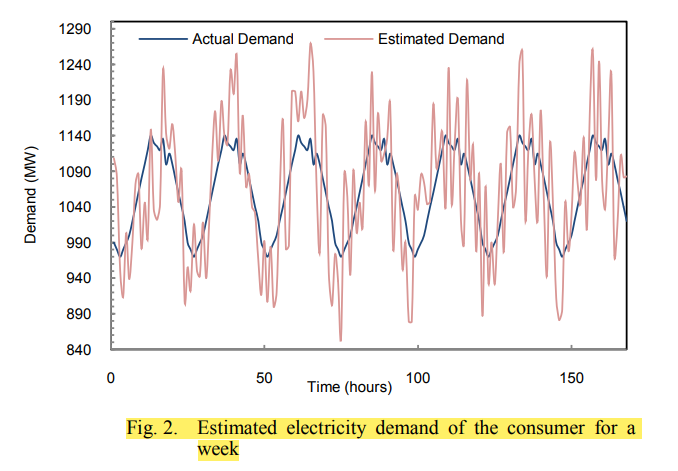 1290
Actual Demand
Estimated Demand
1240
1190
1140
1090
1040
990
940
890
840
Demand (MW)
0
50
100
150
Time (hours)
Fig. 2. Estimated electricity demand of the consumer for a
week